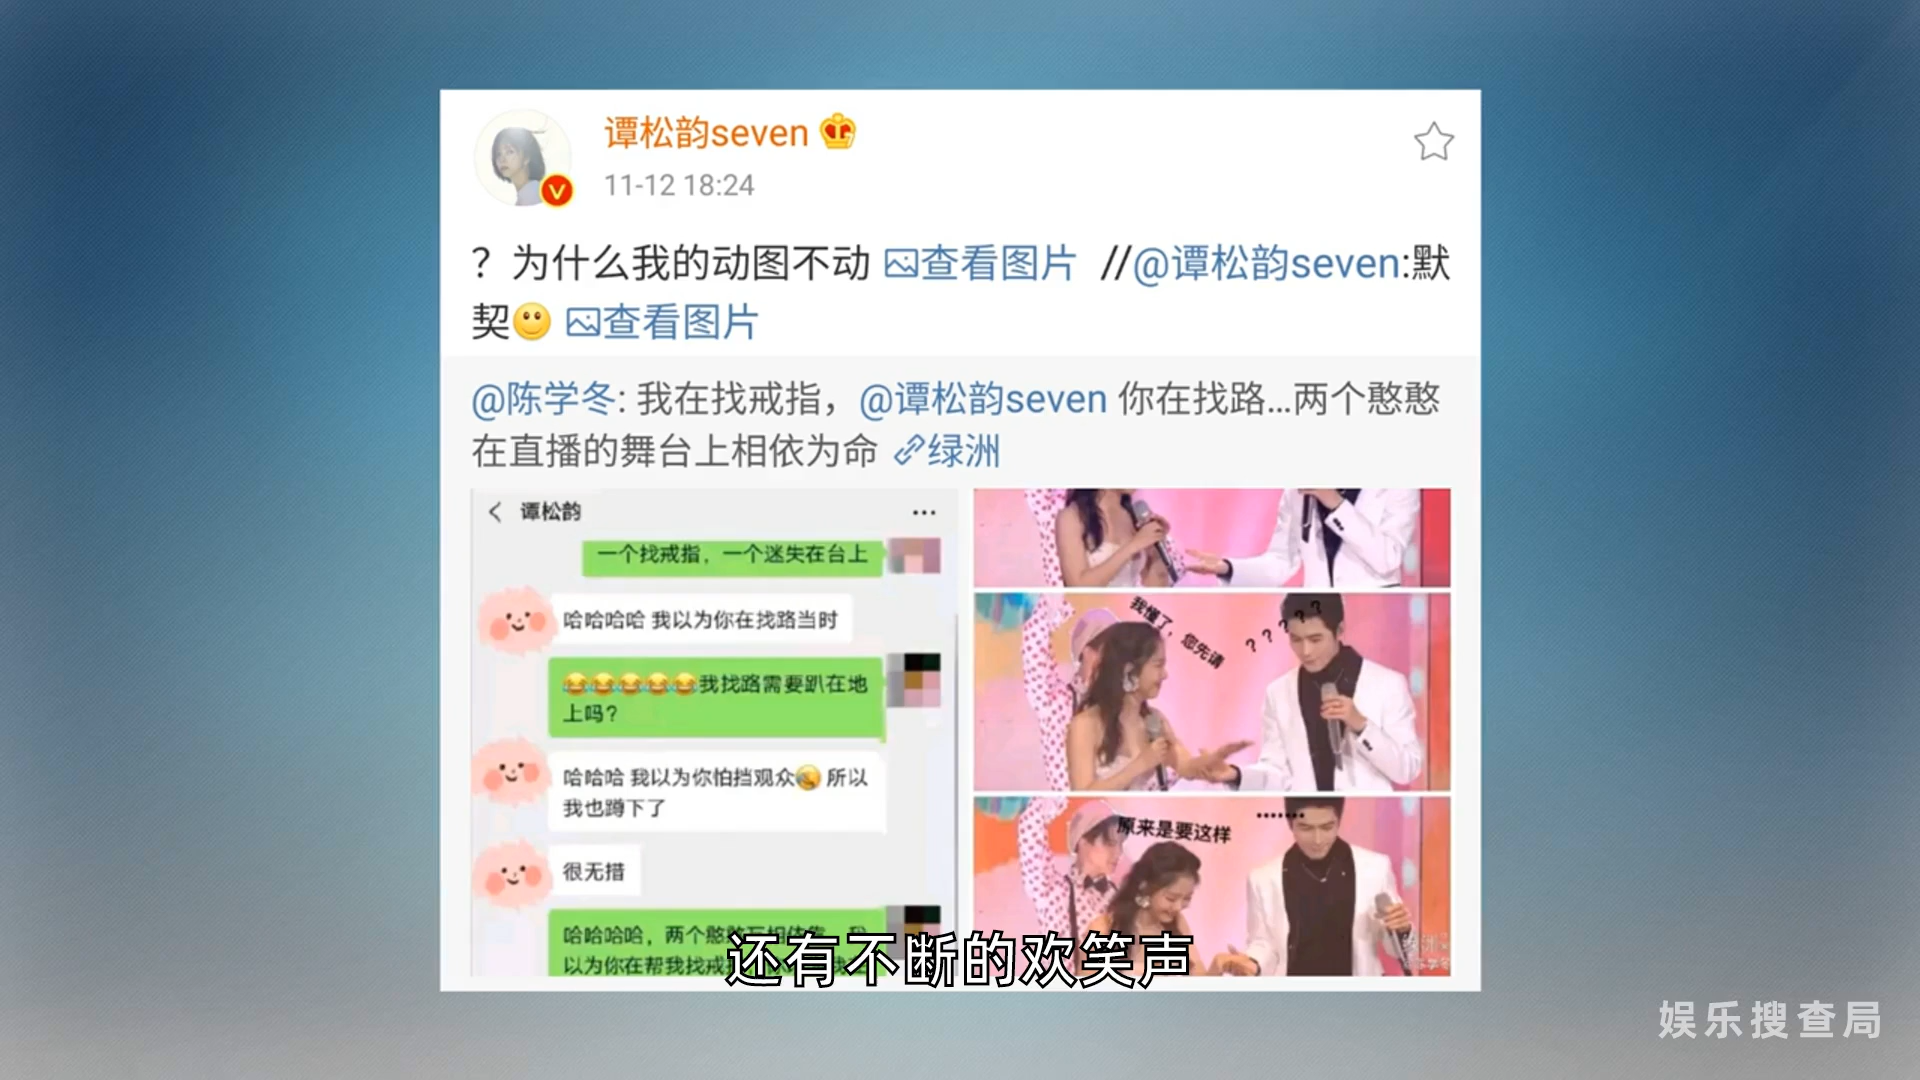 谭松韵seven
11-12 18:24
？为什么我的动图不动 查看图片 //@谭松韵seven:默
契 查看图片
@陈学冬: 我在找戒指，@谭松韵seven 你在找路...两个憨憨
在直播的舞台上相依为命 绿洲
谭松韵
一个找戒指，一个迷失在台上
哈哈哈哈 我以为你在找路当时
我找路需要趴在地
上吗？
哈哈哈 我以为你怕挡观众 所以
我也蹲下了
很无措
哈哈哈哈，两个憨憨
以为你在帮我找戒
我懂了，您先请
？？？？？
原来是要这样
.......
还有不断的欢笑声
娱乐搜查局